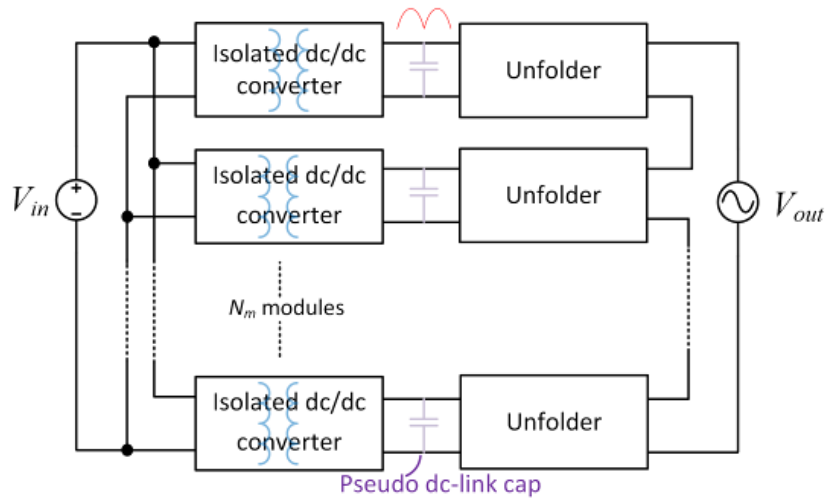 Isolated dc/dc
converter
Unfolder
Isolated dc/dc
converter
Unfolder
V_in
+
-
V_out
N_m modules
Isolated dc/dc
converter
Unfolder
Pseudo dc-link cap